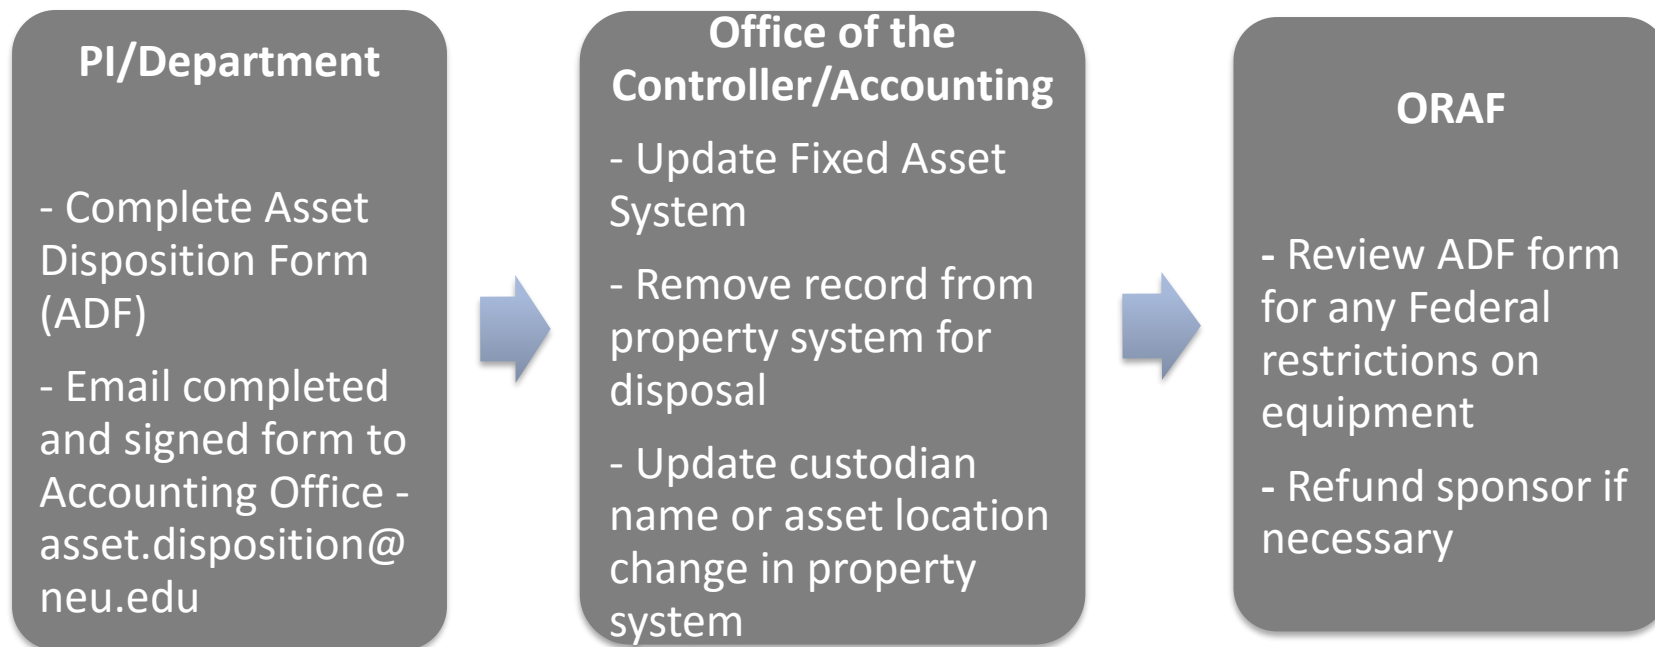 PI/Department
- Complete Asset
Disposition Form
(ADF)
- Email completed
and signed form to
Accounting Office -
asset.disposition@
neu.edu
Office of the
Controller/Accounting
- Update Fixed Asset
System
- Remove record from
property system for
disposal
- Update custodian
name or asset location
change in property
system
ORAF
- Review ADF form
for any Federal
restrictions on
equipment
- Refund sponsor if
necessary